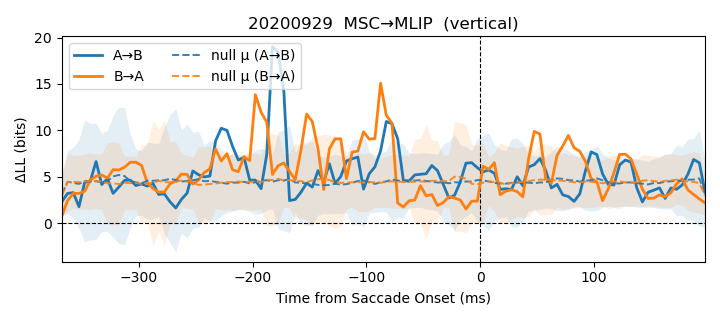 20200929  MSC→MLIP  (vertical)
20
15
10
5
0
ΔLL (bits)
A→B
B→A
null μ (A→B)
null μ (B→A)
−300
−200
−100
0
100
Time from Saccade Onset (ms)